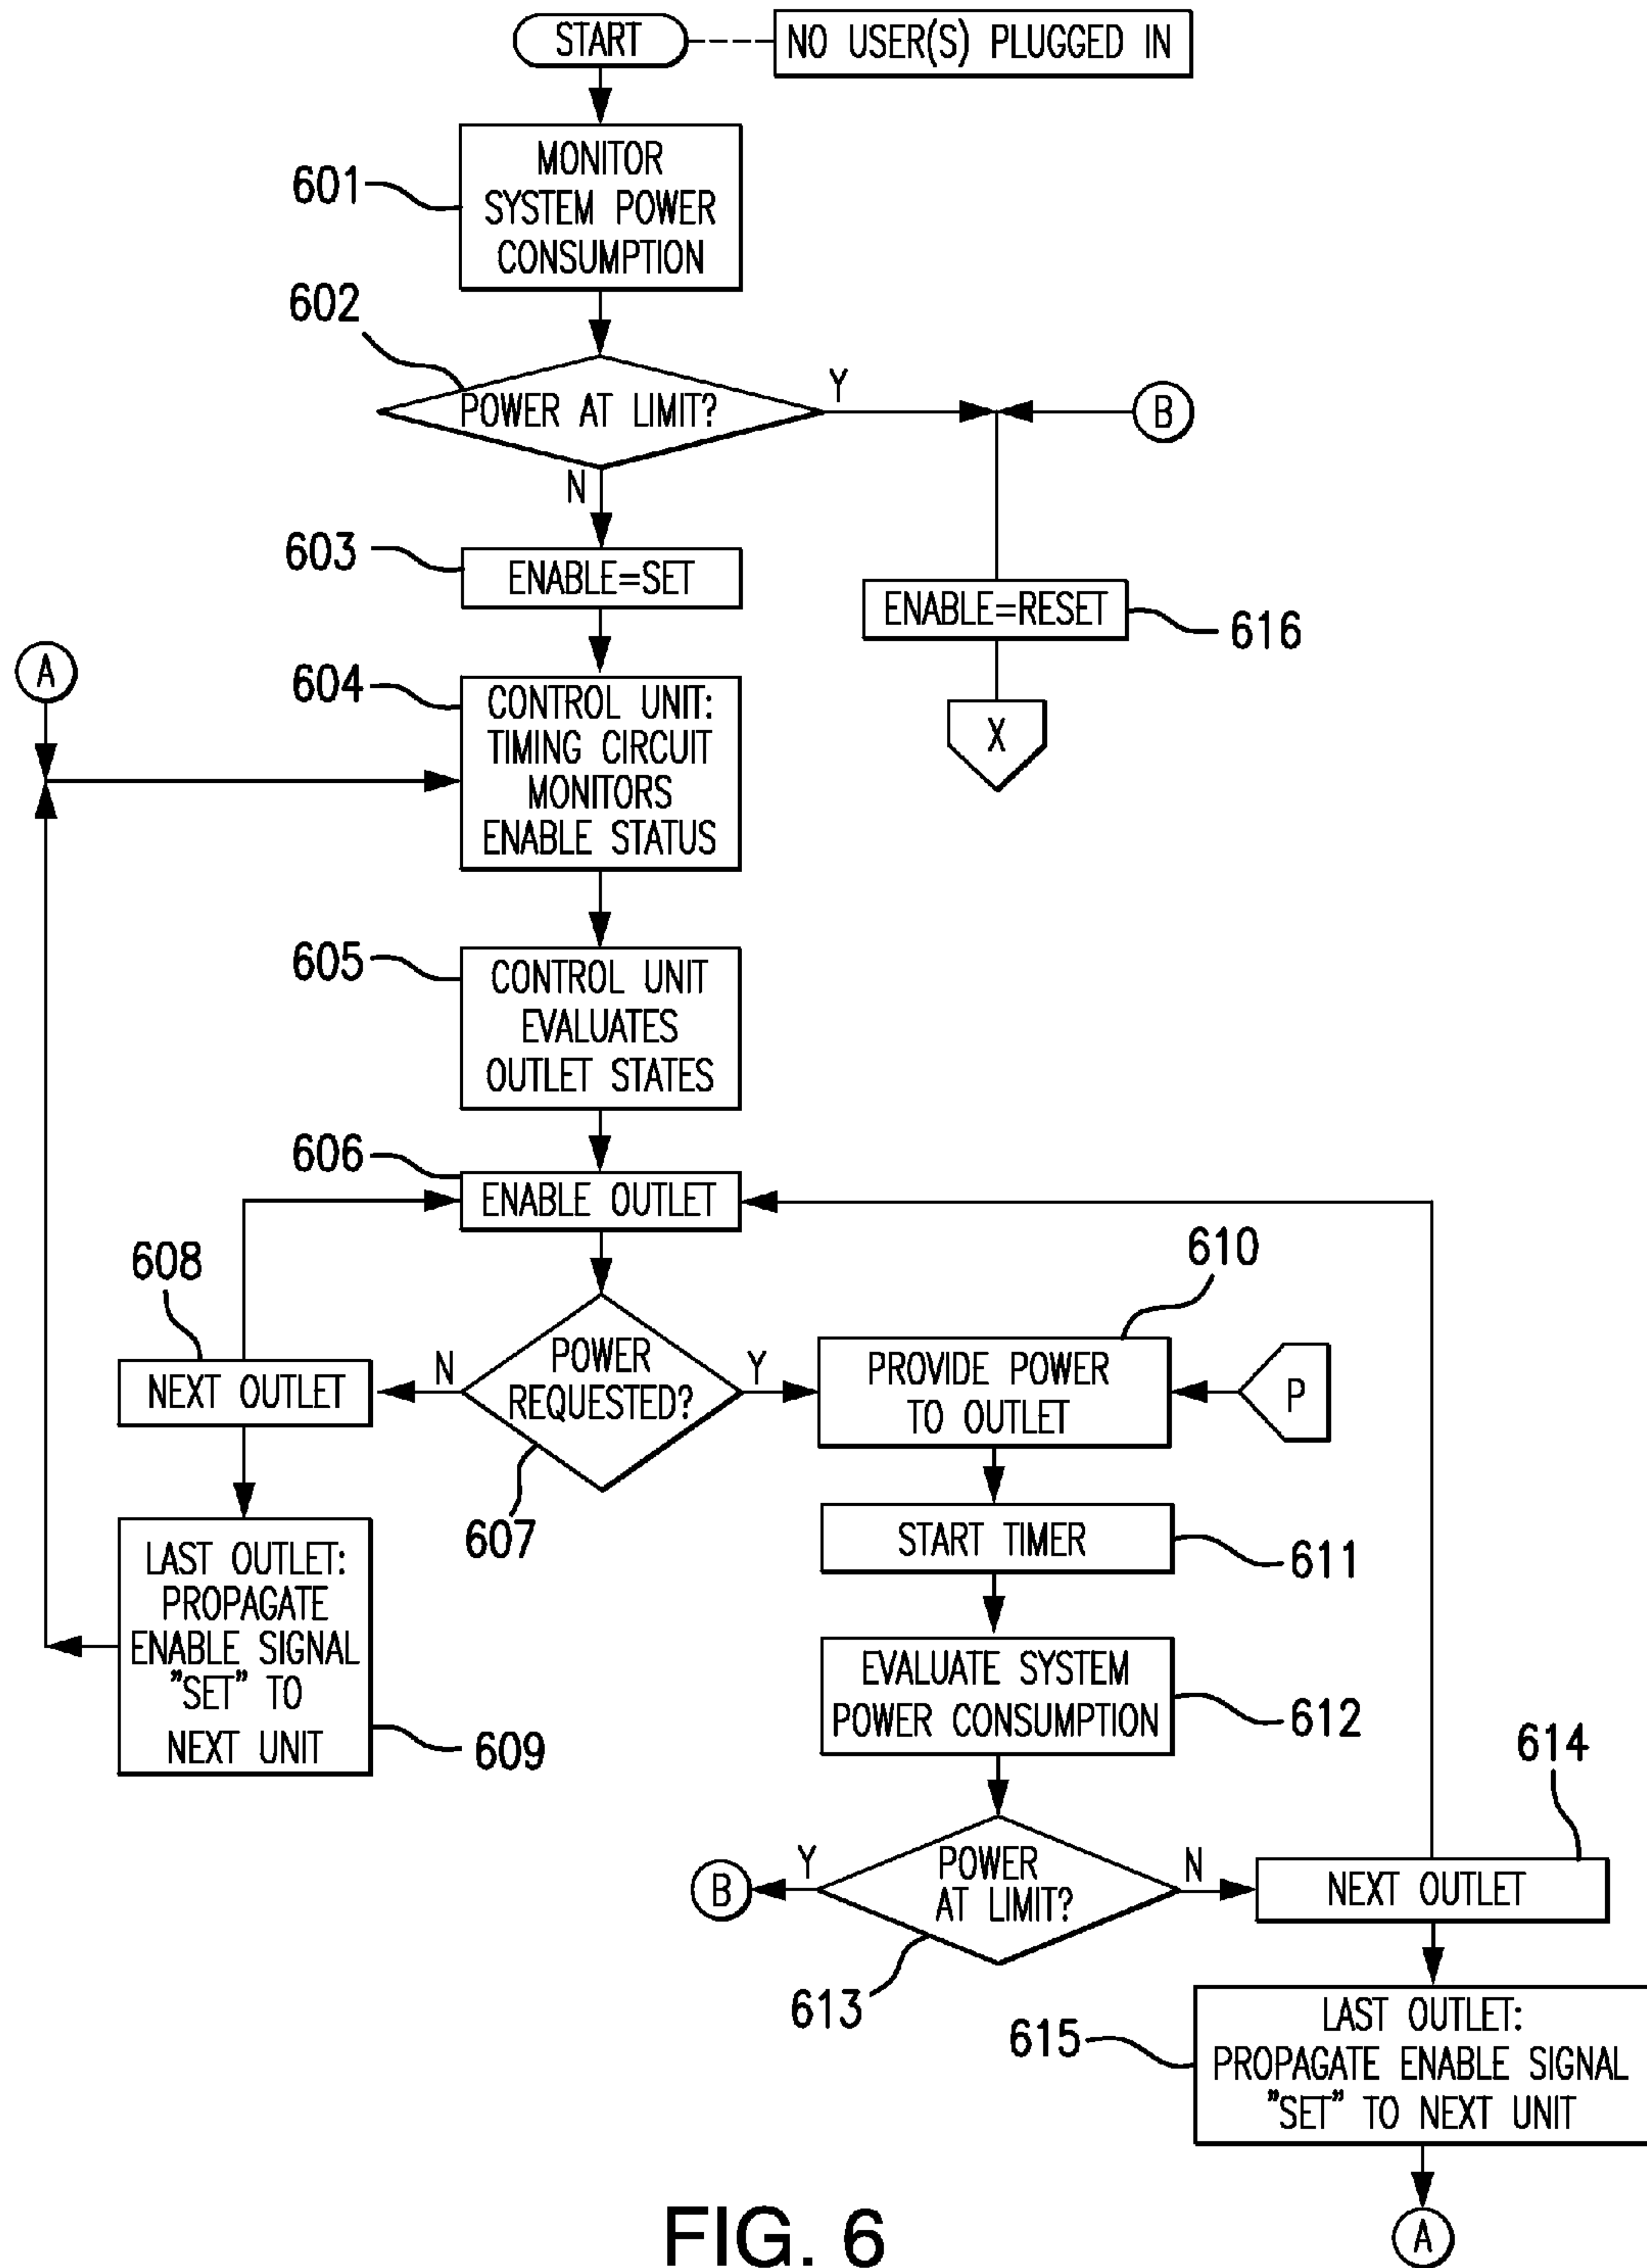 START
NO USER(S) PLUGGED IN
601
MONITOR
SYSTEM POWER
CONSUMPTION
602
POWER AT LIMIT?
Y
B
N
603
ENABLE=SET
ENABLE=RESET
616
A
604
CONTROL UNIT:
TIMING CIRCUIT
MONITORS
ENABLE STATUS
X
605
CONTROL UNIT
EVALUATES
OUTLET STATES
606
ENABLE OUTLET
608
610
NEXT OUTLET
N
POWER
REQUESTED?
Y
PROVIDE POWER
TO OUTLET
P
607
LAST OUTLET:
PROPAGATE
ENABLE SIGNAL
"SET" TO
NEXT UNIT
609
START TIMER
611
EVALUATE SYSTEM
POWER CONSUMPTION
612
614
B
Y
POWER
AT LIMIT?
N
NEXT OUTLET
613
615
LAST OUTLET:
PROPAGATE ENABLE SIGNAL
"SET" TO NEXT UNIT
A
FIG. 6